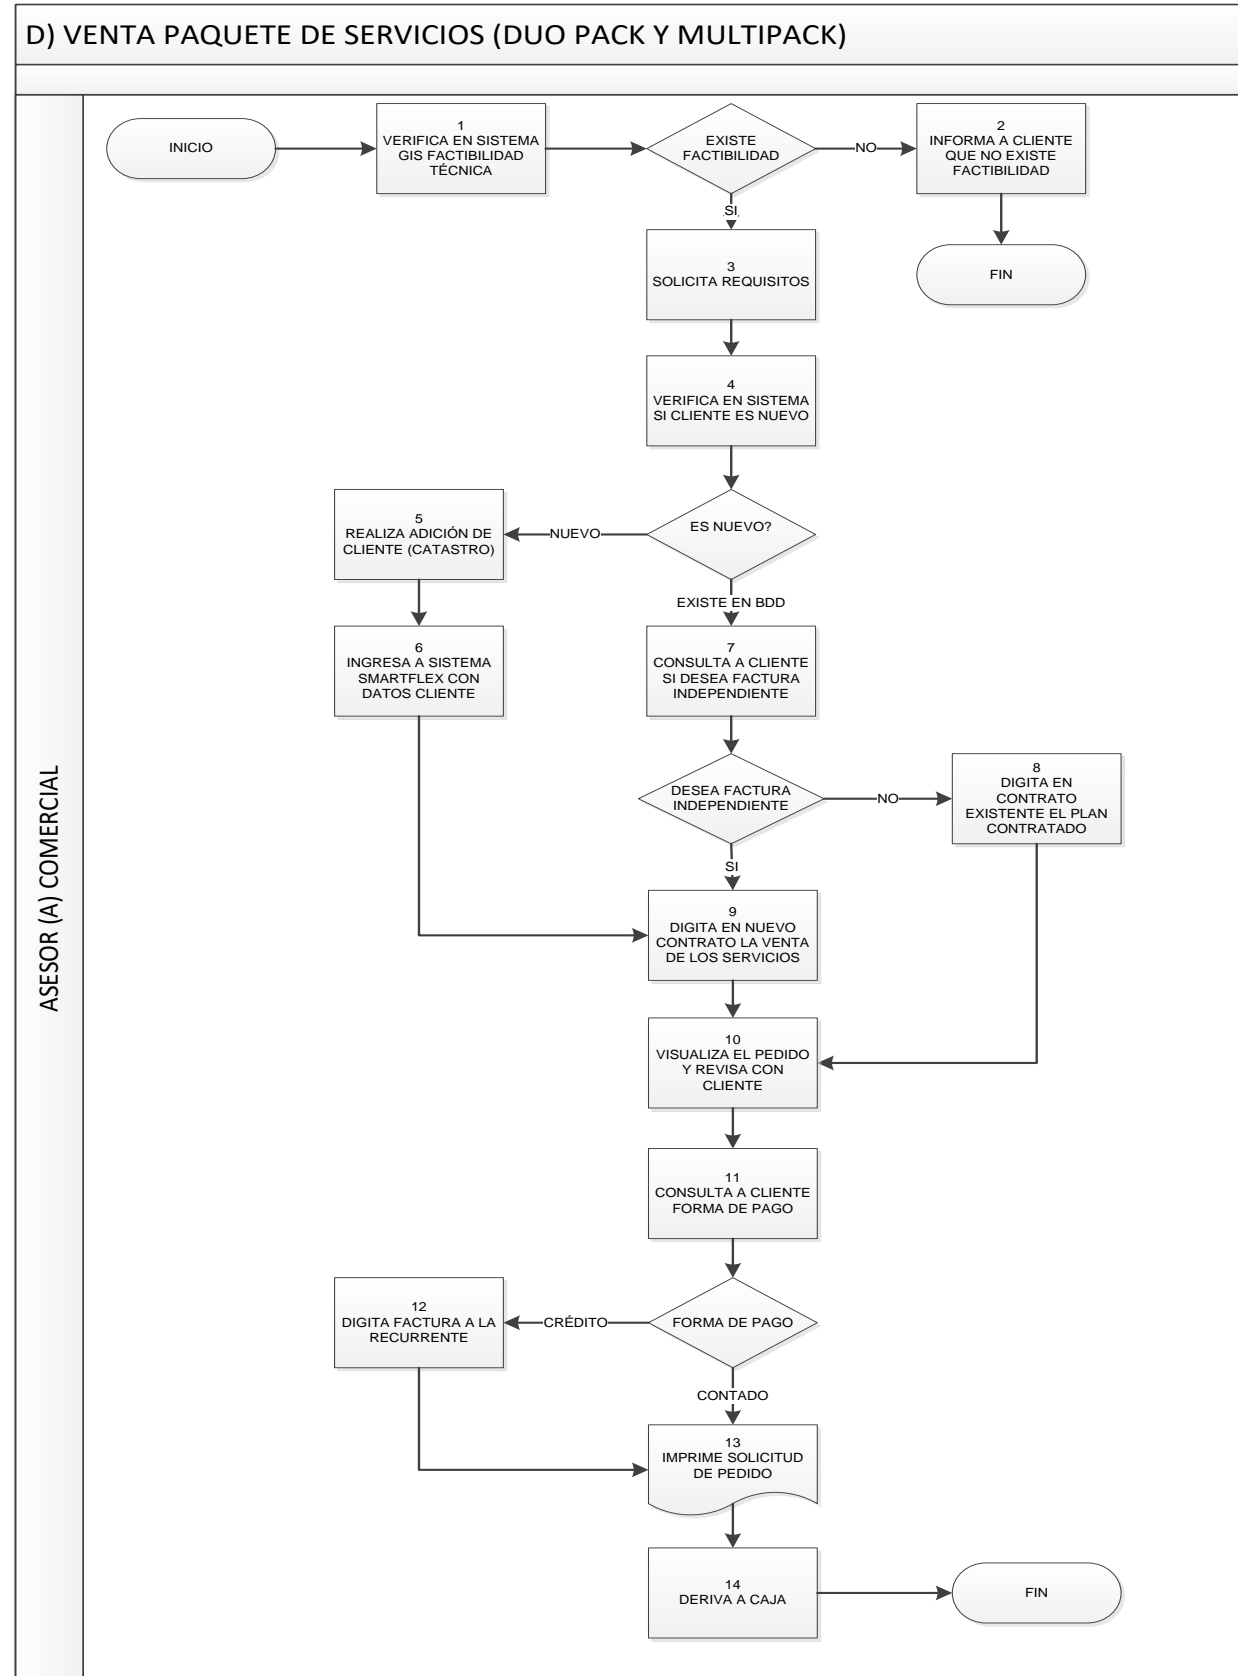 D) VENTA PAQUETE DE SERVICIOS (DUO PACK Y MULTIPACK)
ASESOR (A) COMERCIAL
INICIO
1
VERIFICA EN SISTEMA
GIS FACTIBILIDAD
TÉCNICA
EXISTE
FACTIBILIDAD
NO
2
INFORMA A CLIENTE
QUE NO EXISTE
FACTIBILIDAD
FIN
SI
3
SOLICITA REQUISITOS
4
VERIFICA EN SISTEMA
SI CLIENTE ES NUEVO
ES NUEVO?
NUEVO
5
REALIZA ADICIÓN DE
CLIENTE (CATASTRO)
6
INGRESA A SISTEMA
SMARTFLEX CON
DATOS CLIENTE
EXISTE EN BDD
7
CONSULTA A CLIENTE
SI DESEA FACTURA
INDEPENDIENTE
DESEA FACTURA
INDEPENDIENTE
NO
8
DIGITA EN
CONTRATO
EXISTENTE EL PLAN
CONTRATADO
SI
9
DIGITA EN NUEVO
CONTRATO LA VENTA
DE LOS SERVICIOS
10
VISUALIZA EL PEDIDO
Y REVISA CON
CLIENTE
11
CONSULTA A CLIENTE
FORMA DE PAGO
FORMA DE PAGO
CRÉDITO
12
DIGITA FACTURA A LA
RECURRENTE
CONTADO
13
IMPRIME SOLICITUD
DE PEDIDO
14
DERIVA A CAJA
FIN